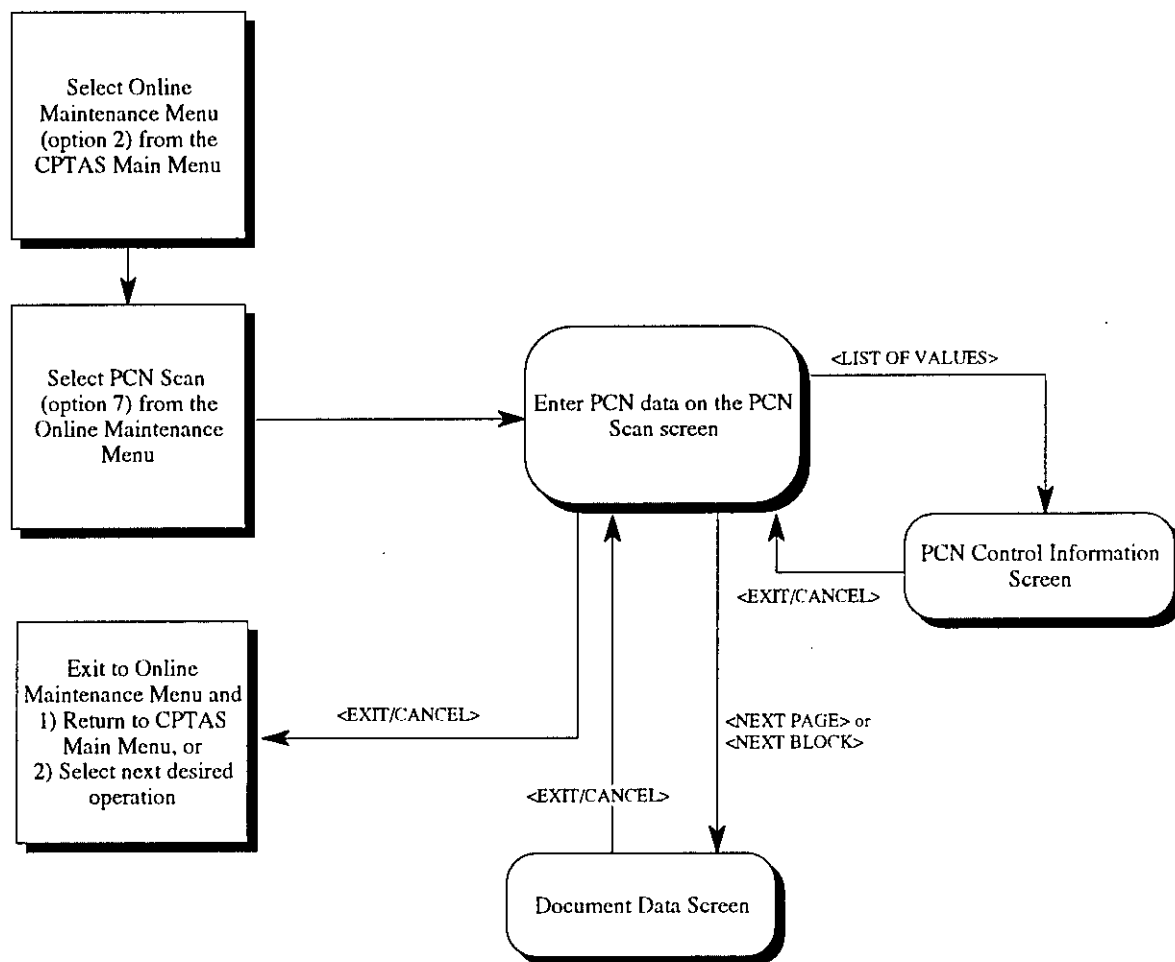 Select Online
Maintenance Menu
(option 2) from the
CPTAS Main Menu
Select PCN Scan
(option 7) from the
Online Maintenance
Menu
Enter PCN data on the PCN
Scan screen
<LIST OF VALUES>
PCN Control Information
Screen
<EXIT/CANCEL>
Exit to Online
Maintenance Menu and
1) Return to CPTAS
Main Menu, or
2) Select next desired
operation
<EXIT/CANCEL>
<NEXT PAGE> or
<NEXT BLOCK>
<EXIT/CANCEL>
Document Data Screen